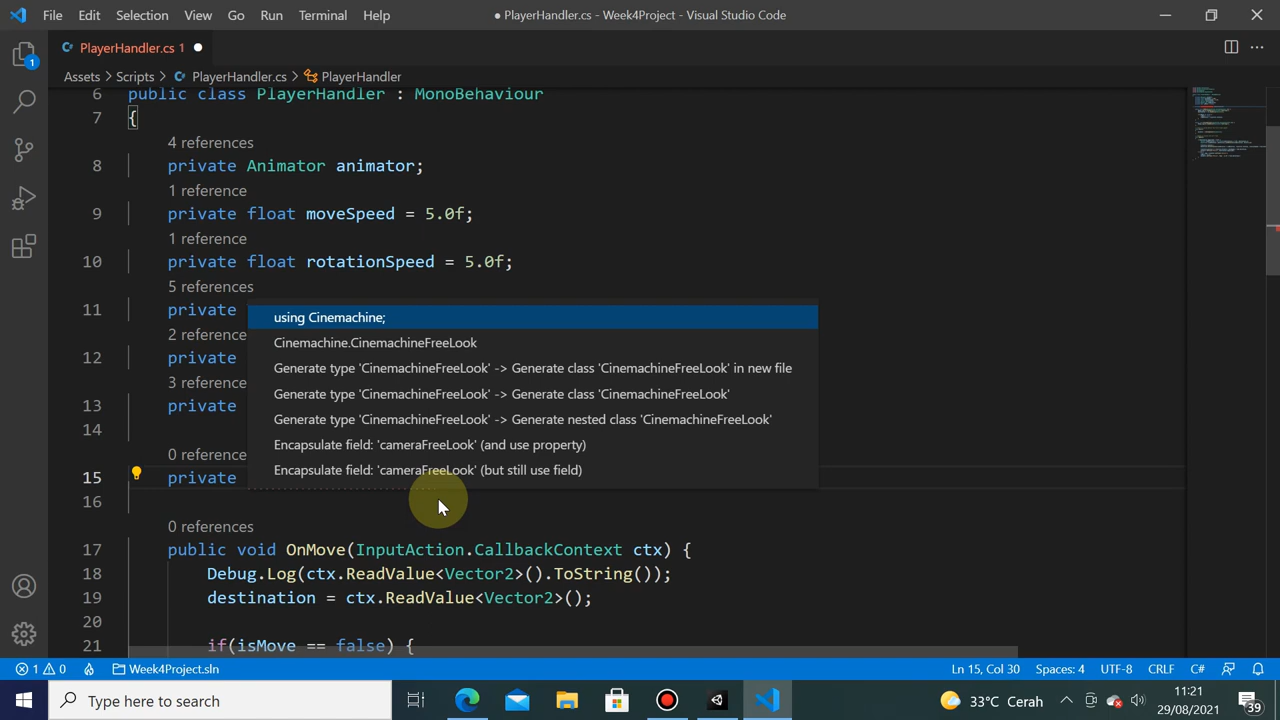 File Edit Selection View Go Run Terminal Help
● PlayerHandler.cs - Week4Project - Visual Studio Code
PlayerHandler.cs 1 ●
Assets > Scripts > PlayerHandler.cs > PlayerHandler
6 public class PlayerHandler : MonoBehaviour
7 {
4 references
8 private Animator animator;
1 reference
9 private float moveSpeed = 5.0f;
1 reference
10 private float rotationSpeed = 5.0f;
5 references
11 private
2 reference
12 private
3 reference
13 private
14
0 reference
15 private
16
using Cinemachine;
Cinemachine.CinemachineFreeLook
Generate type 'CinemachineFreeLook' -> Generate class 'CinemachineFreeLook' in new file
Generate type 'CinemachineFreeLook' -> Generate class 'CinemachineFreeLook'
Generate type 'CinemachineFreeLook' -> Generate nested class 'CinemachineFreeLook'
Encapsulate field: 'cameraFreeLook' (and use property)
Encapsulate field: 'cameraFreeLook' (but still use field)
0 references
17 public void OnMove(InputAction.CallbackContext ctx) {
18 Debug.Log(ctx.ReadValue<Vector2>().ToString());
19 destination = ctx.ReadValue<Vector2>();
20
21 if(isMove == false) {
1
1 0 Week4Project.sln
Ln 15, Col 30 Spaces: 4 UTF-8 CRLF C#
Type here to search
33°C Cerah
11:21
29/08/2021
39